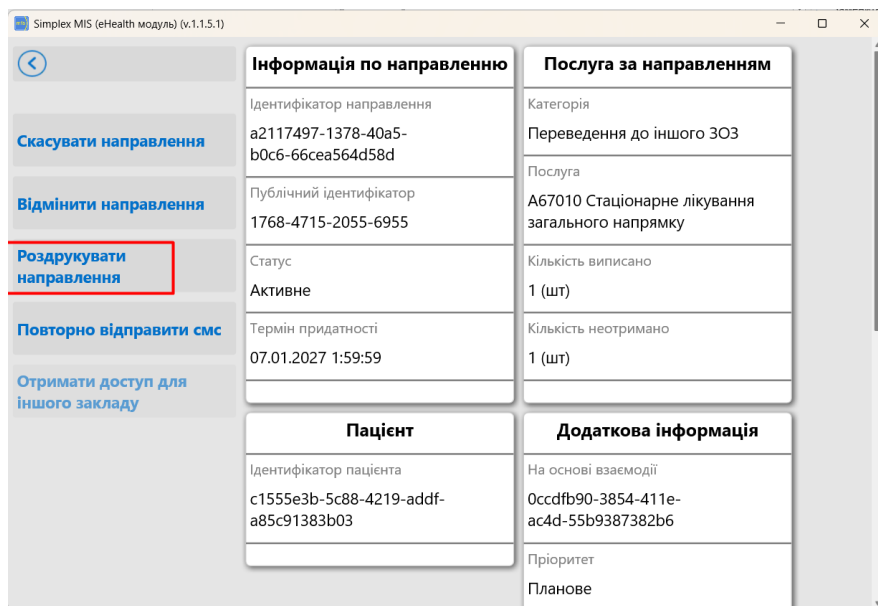 Simplex MIS (eHealth модуль) (v.1.1.5.1)
Скасувати направлення
Відмінити направлення
Роздрукувати
направлення
Повторно відправити смс
Отримати доступ для
іншого закладу
Інформація по направленню
Ідентифікатор направлення
a2117497-1378-40a5-
b0c6-66cea564d58d
Публічний ідентифікатор
1768-4715-2055-6955
Статус
Активне
Термін придатності
07.01.2027 1:59:59
Послуга за направленням
Категорія
Переведення до іншого ЗОЗ
Послуга
A67010 Стаціонарне лікування
загального напрямку
Кількість виписано
1 (шт)
Кількість неотримано
1 (шт)
Пацієнт
Ідентифікатор пацієнта
c1555e3b-5c88-4219-addf-
a85c91383b03
Додаткова інформація
На основі взаємодії
0ccdfb90-3854-411e-
ac4d-55b9387382b6
Пріоритет
Планове